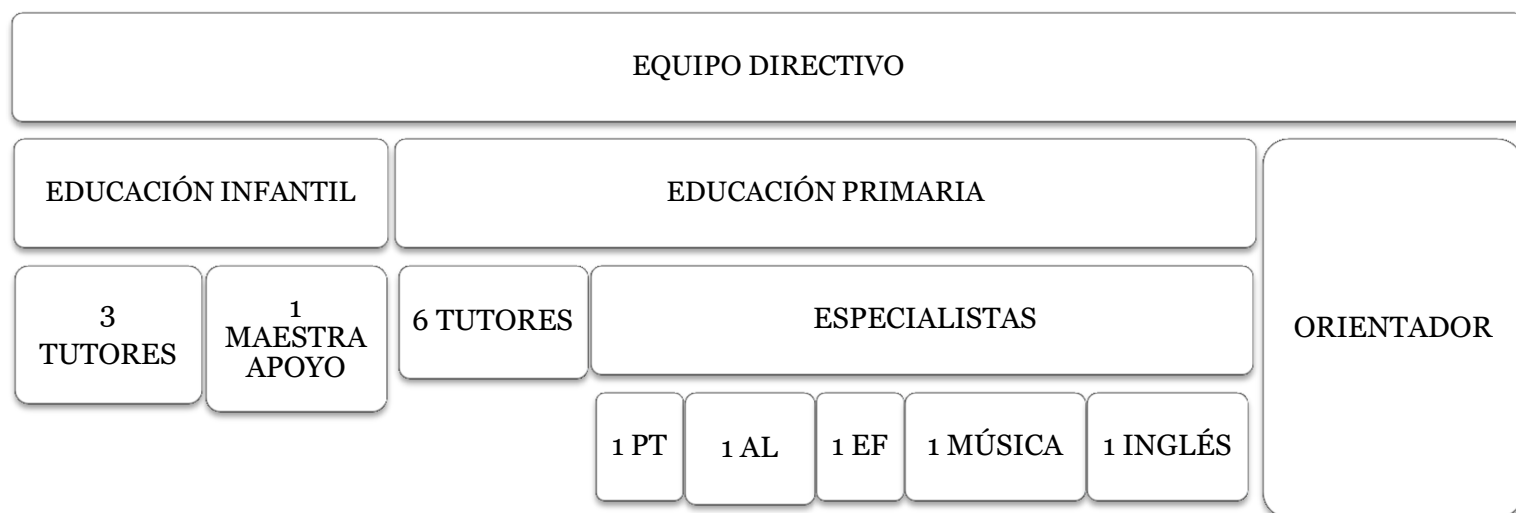 EQUIPO DIRECTIVO
EDUCACIÓN INFANTIL
EDUCACIÓN PRIMARIA
3
TUTORES
1
MAESTRA
APOYO
6 TUTORES
ESPECIALISTAS
ORIENTADOR
1 PT
1 AL
1 EF
1 MÚSICA
1 INGLÉS